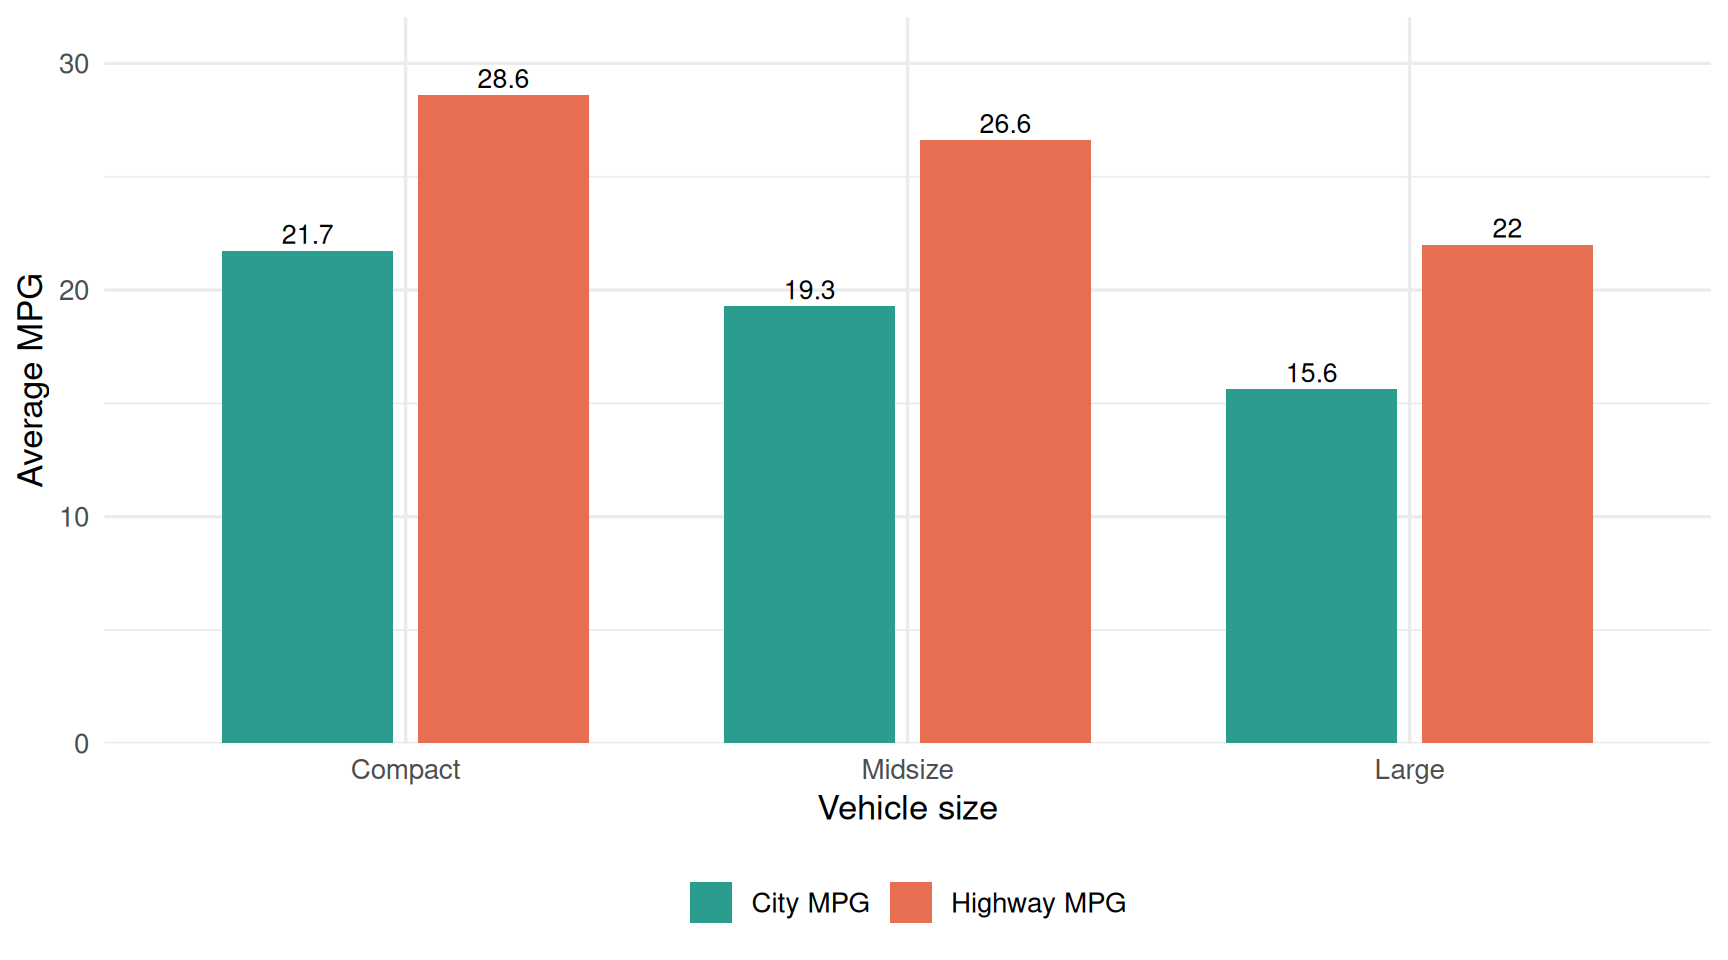 30
20
10
0
Average MPG
28.6
26.6
21.7
22
19.3
15.6
Compact
Midsize
Large
Vehicle size
City MPG
Highway MPG